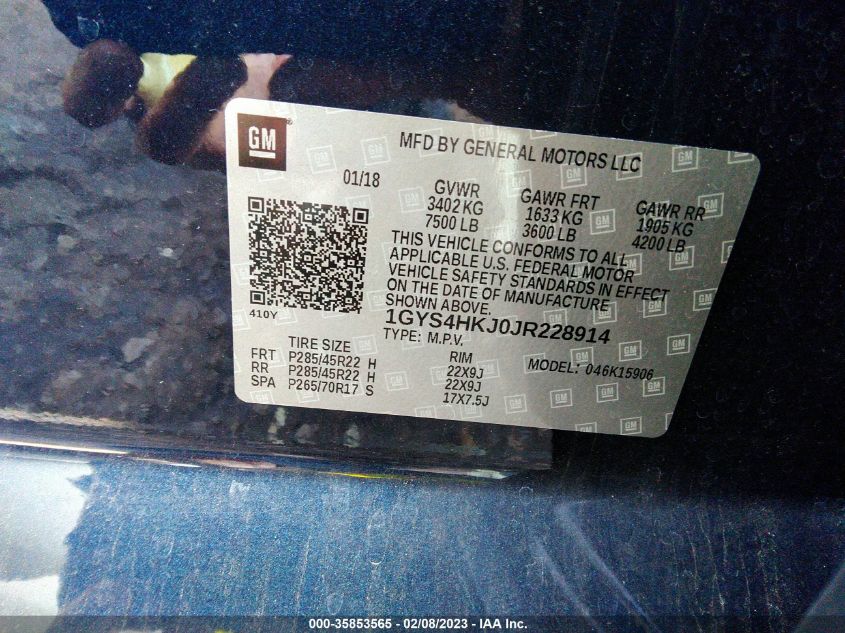 GM
MFD BY GENERAL MOTORS LLC
01/18
GVWR
3402 KG
7500 LB
GAWR FRT
1633 KG
3600 LB
GAWR RR
1905 KG
4200 LB
THIS VEHICLE CONFORMS TO ALL
APPLICABLE U.S. FEDERAL MOTOR
VEHICLE SAFETY STANDARDS IN EFFECT
ON THE DATE OF MANUFACTURE
SHOWN ABOVE.
410Y
1GYS4HKJ0JR228914
TYPE: M.P.V.
MODEL: 046K15906
TIRE SIZE RIM
FRT P285/45R22 H 22X9J
RR P285/45R22 H 22X9J
SPA P265/70R17 S 17X7.5J
000-35853565 - 02/08/2023 - IAA Inc.